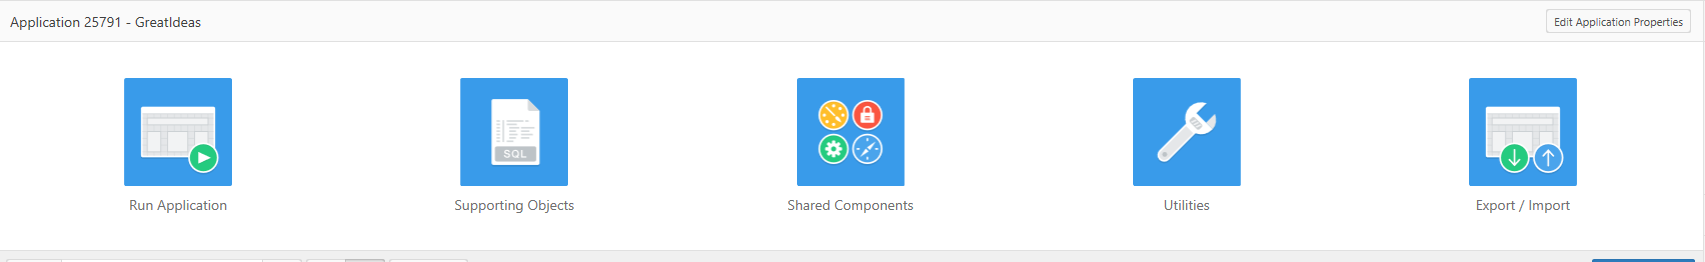 Application 25791 - GreatIdeas
Edit Application Properties
SQL
Run Application
Supporting Objects
Shared Components
Utilities
Export / Import